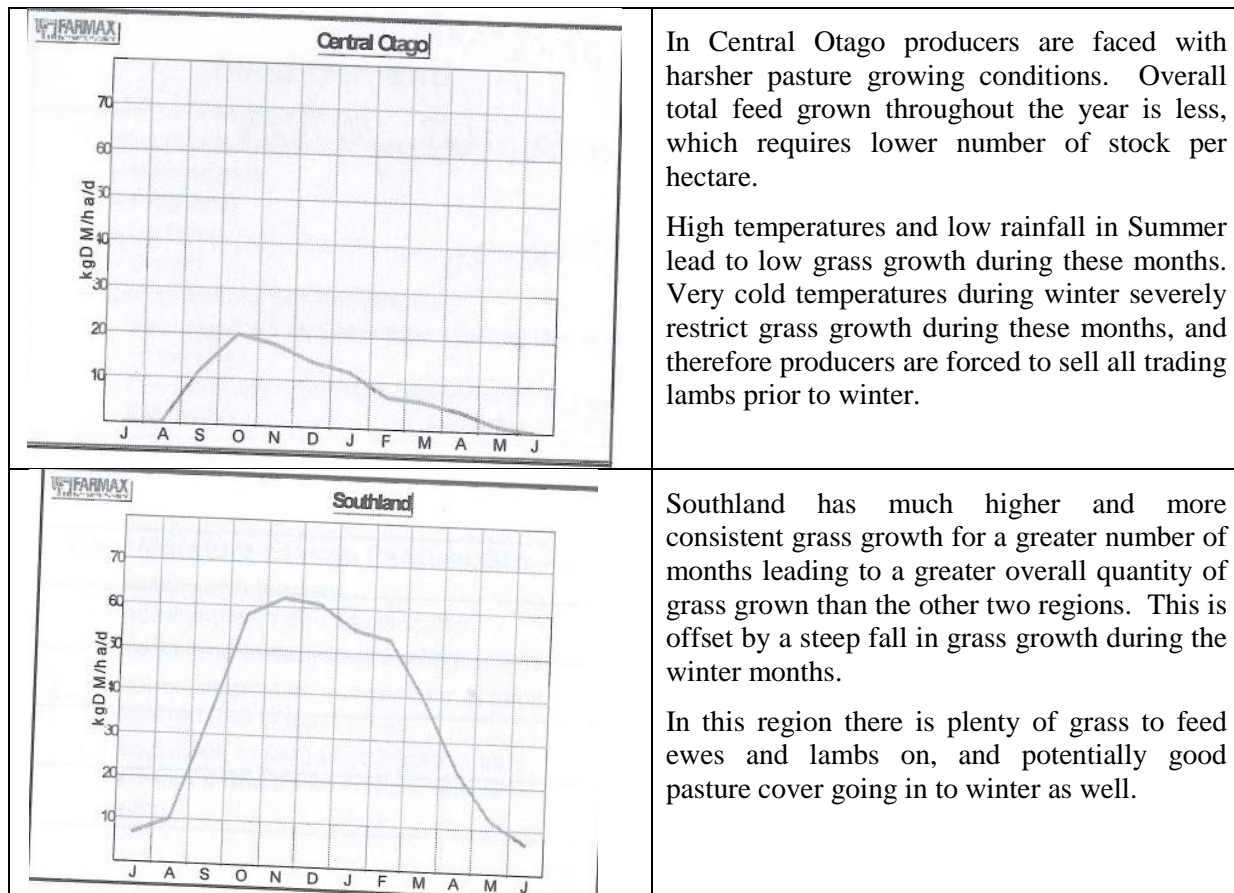 FARMAX
Central Otago
70
60
50
40
30
20
10
kgDM/ha/d
J A S O N D J F M A M J
In Central Otago producers are faced with
harsher pasture growing conditions. Overall
total feed grown throughout the year is less,
which requires lower number of stock per
hectare.
High temperatures and low rainfall in Summer
lead to low grass growth during these months.
Very cold temperatures during winter severely
restrict grass growth during these months, and
therefore producers are forced to sell all trading
lambs prior to winter.
FARMAX
Southland
70
60
50
40
30
20
10
kgDM/ha/d
J A S O N D J F M A M J
Southland has much higher and more
consistent grass growth for a greater number of
months leading to a greater overall quantity of
grass grown than the other two regions. This is
offset by a steep fall in grass growth during the
winter months.
In this region there is plenty of grass to feed
ewes and lambs on, and potentially good
pasture cover going in to winter as well.